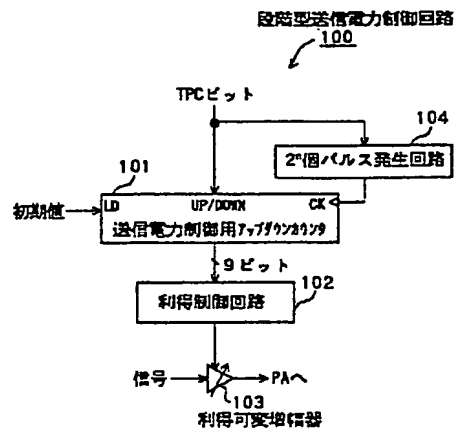 段階型送信電力制御回路
100
TPCビット
104
2ⁿ個パルス発生回路
101
LD UP/DOWN CK
初期値
送信電力制御用アップダウンカウンタ
9ビット
102
利得制御回路
信号
PAへ
103
利得可変増幅器